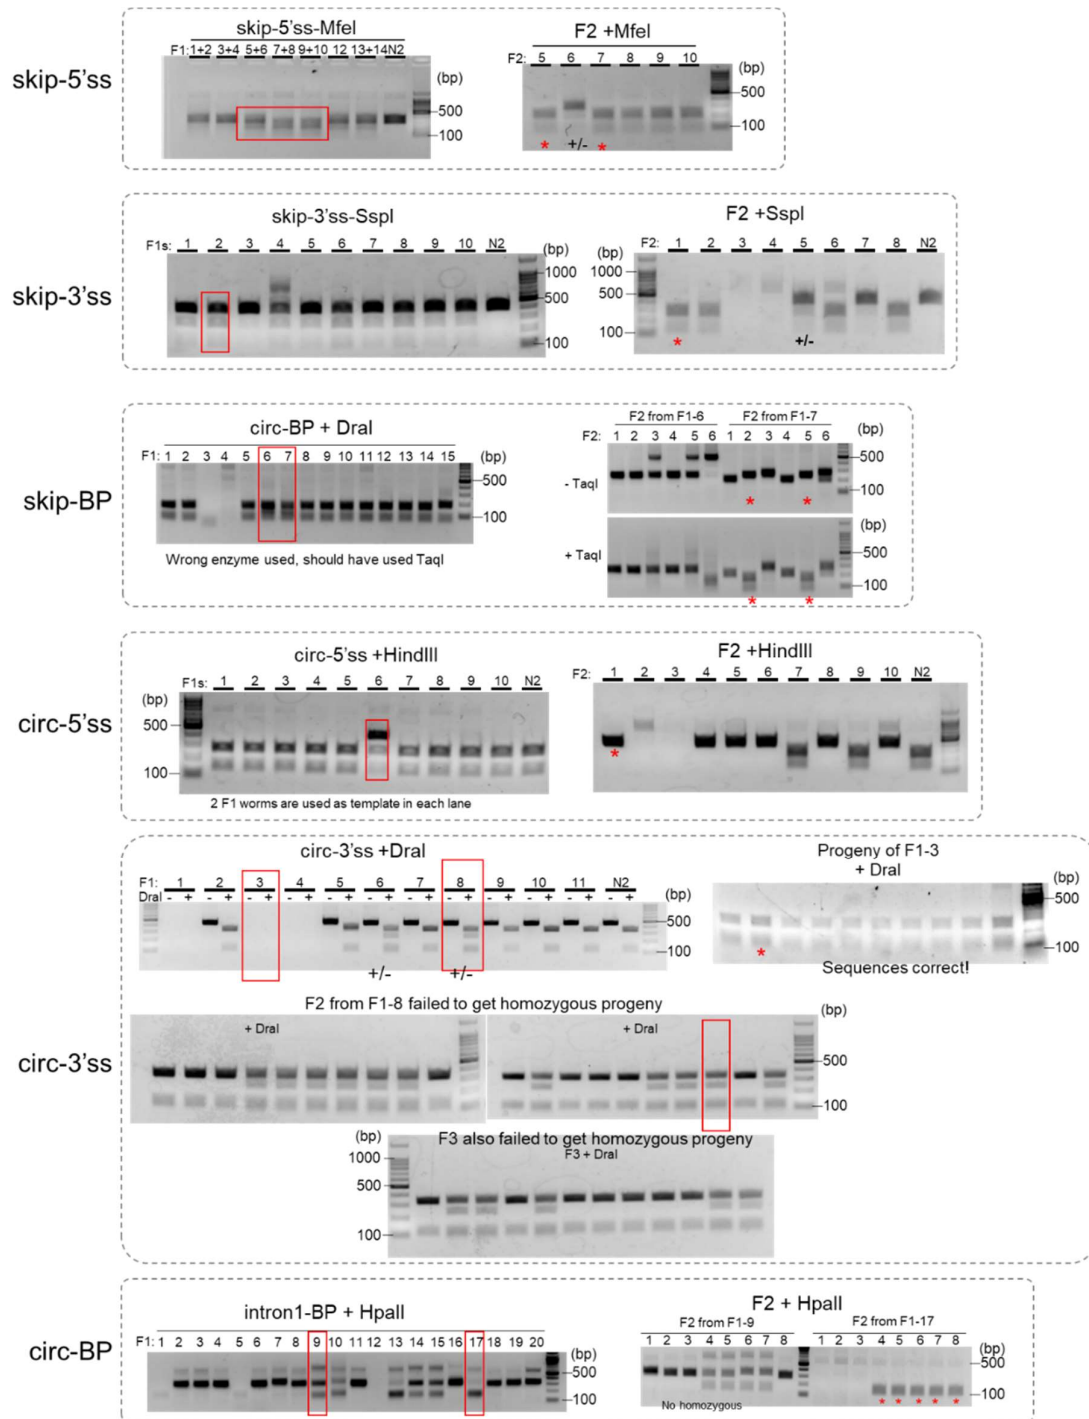 skip-5'ss
skip-5'ss-MfeI
F1: 1+2 3+4 5+6 7+8 9+10 12 13+14 N2
(bp)
500
100
F2 +MfeI
F2: 5 6 7 8 9 10
(bp)
500
100
* +/- *
skip-3'ss
skip-3'ss-SspI
F1s: 1 2 3 4 5 6 7 8 9 10 N2
(bp)
1000
500
100
F2 +SspI
F2: 1 2 3 4 5 6 7 8 N2
(bp)
1000
500
100
* +/-
skip-BP
circ-BP + DraI
F1: 1 2 3 4 5 6 7 8 9 10 11 12 13 14 15
(bp)
500
100
Wrong enzyme used, should have used TaqI
F2 from F1-6 F2 from F1-7
F2: 1 2 3 4 5 6 1 2 3 4 5 6
(bp)
500
- TaqI
100
* *
(bp)
+ TaqI
500
100
* *
circ-5'ss
circ-5'ss +HindIII
F1s: 1 2 3 4 5 6 7 8 9 10 N2
(bp)
500
100
2 F1 worms are used as template in each lane
F2 +HindIII
F2: 1 2 3 4 5 6 7 8 9 10 N2
*
circ-3'ss
circ-3'ss +DraI
F1: 1 2 3 4 5 6 7 8 9 10 11 N2
DraI - + - + - + - + - + - + - + - + - + - + - + - +
(bp)
500
100
+/- +/-
Progeny of F1-3
+ DraI
(bp)
500
100
*
Sequences correct!
F2 from F1-8 failed to get homozygous progeny
+ DraI
+ DraI
(bp)
500
100
F3 also failed to get homozygous progeny
F3 + DraI
(bp)
1000
500
100
circ-BP
intron1-BP + HpaII
F1: 1 2 3 4 5 6 7 8 9 10 11 12 13 14 15 16 17 18 19 20
(bp)
500
100
F2 + HpaII
F2 from F1-9 F2 from F1-17
1 2 3 4 5 6 7 8 1 2 3 4 5 6 7 8
(bp)
500
100
* * * * *
No homozygous